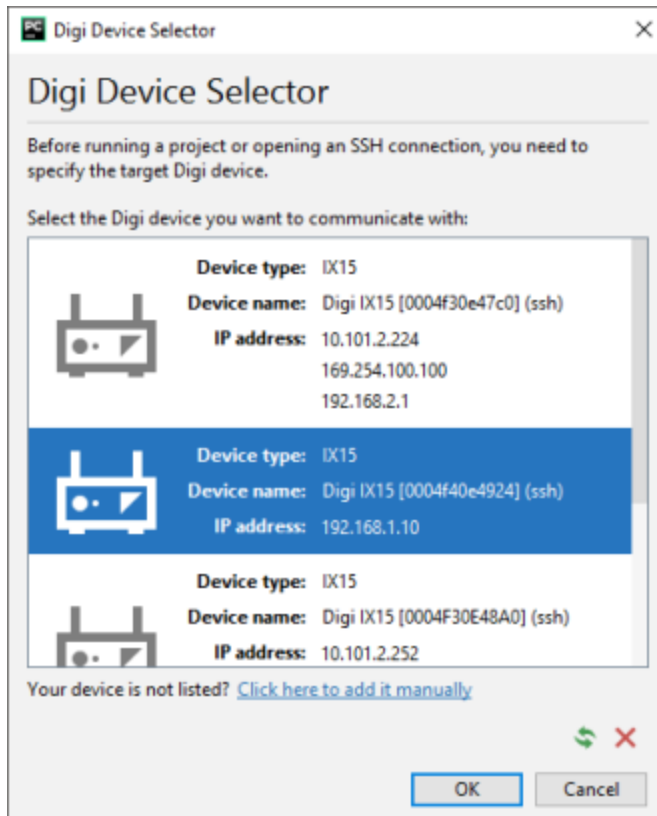 Digi Device Selector
Digi Device Selector
Before running a project or opening an SSH connection, you need to
specify the target Digi device.
Select the Digi device you want to communicate with:
Device type: IX15
Device name: Digi IX15 [0004f30e47c0] (ssh)
IP address: 10.101.2.224
169.254.100.100
192.168.2.1
Device type: IX15
Device name: Digi IX15 [0004f40e4924] (ssh)
IP address: 192.168.1.10
Device type: IX15
Device name: Digi IX15 [0004F30E48A0] (ssh)
IP address: 10.101.2.252
Your device is not listed? Click here to add it manually
OK Cancel